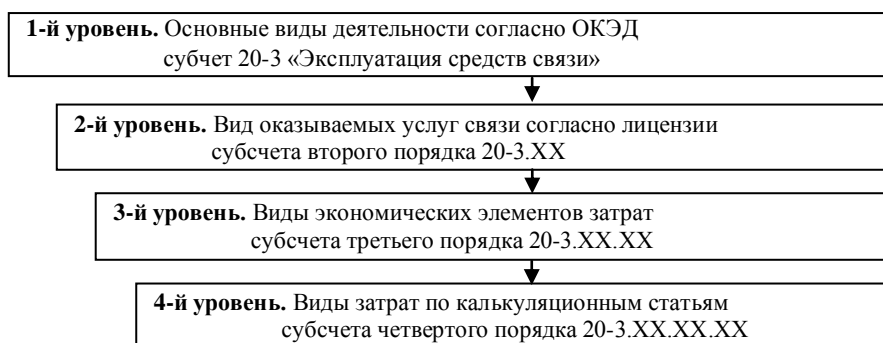 1-й уровень. Основные виды деятельности согласно ОКЭД
субчет 20-3 «Эксплуатация средств связи»
2-й уровень. Вид оказываемых услуг связи согласно лицензии
субсчета второго порядка 20-3.XX
3-й уровень. Виды экономических элементов затрат
субсчета третьего порядка 20-3.XX.XX
4-й уровень. Виды затрат по калькуляционным статьям
субсчета четвертого порядка 20-3.XX.XX.XX